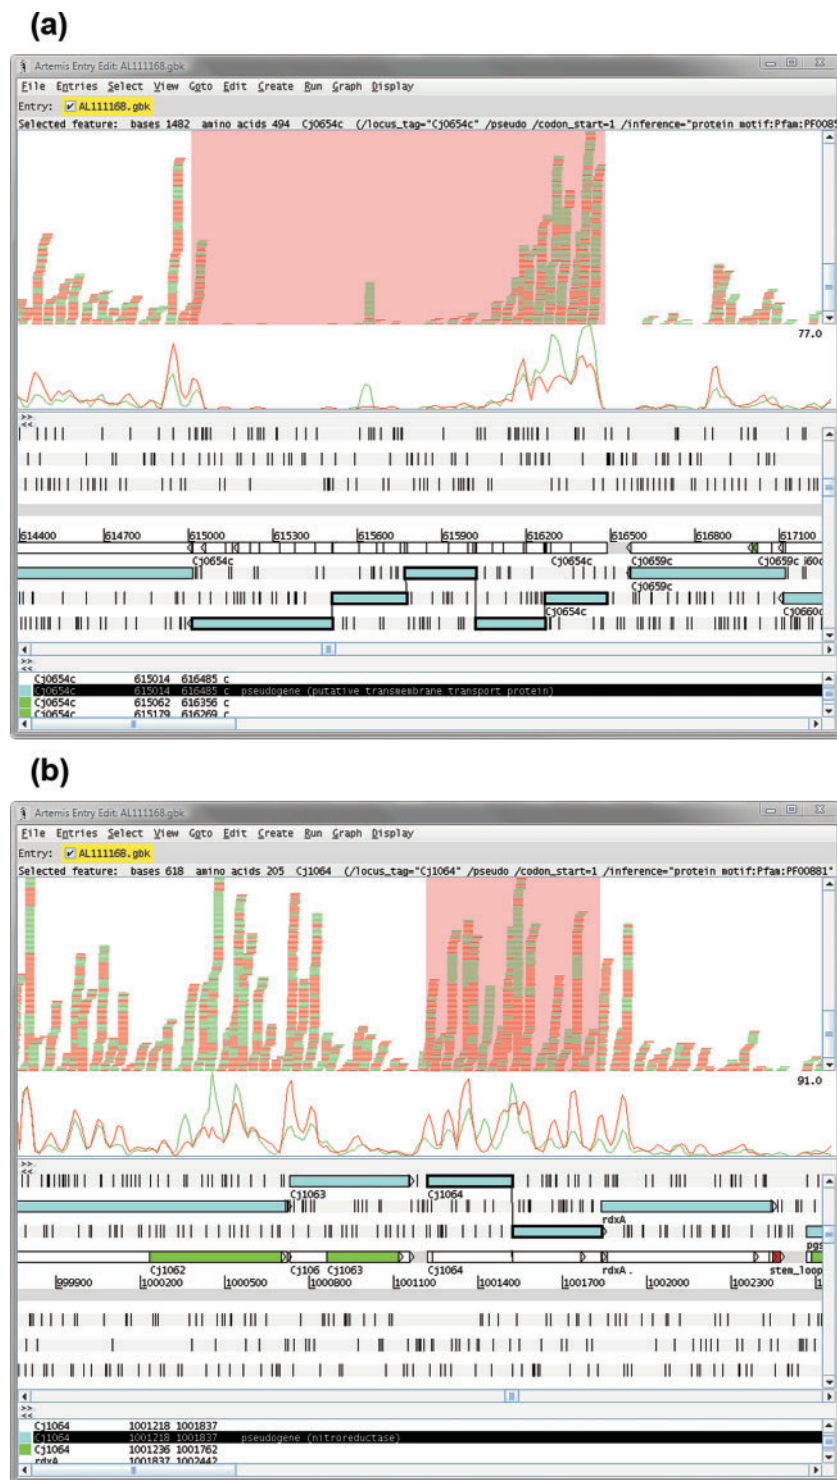 (a)
Artemis Entry Edit: AL111168.gbk
File Entries Select View Goto Edit Create Run Graph Display
Entry: AL111168.gbk
Selected feature: bases 1482 amino acids 494 Cj0654c (/locus_tag="Cj0654c" /pseudo /codon_start=1 /inference="protein motif:Pfam:PF0085
77.0
>>
<<
614400 614700 615000 615300 615600 615900 616200 616500 616800 617100
Cj0654c Cj0654c Cj0659c Cj0659c
Cj0659c
Cj0654c Cj0660c
>>
<<
Cj0654c 615014 616485 c
Cj0654c 615014 616485 c pseudogene (putative transmembrane transport protein)
Cj0654c 615062 616356 c
Cj0654c 615179 616269 c
(b)
Artemis Entry Edit: AL111168.gbk
File Entries Select View Goto Edit Create Run Graph Display
Entry: AL111168.gbk
Selected feature: bases 618 amino acids 205 Cj1064 (/locus_tag="Cj1064" /pseudo /codon_start=1 /inference="protein motif:Pfam:PF00881"
91.0
>>
<<
Cj1063 Cj1064
rdxA
pgs
Cj1062 Cj106 Cj1063 Cj1064 rdxA . stem_loop
999900 1000200 1000500 1000800 1001100 1001400 1001700 1002000 1002300
>>
<<
Cj1064 1001218 1001837
Cj1064 1001218 1001837 pseudogene (nitroreductase)
Cj1064 1001236 1001762
rdxA 1001837 1002442